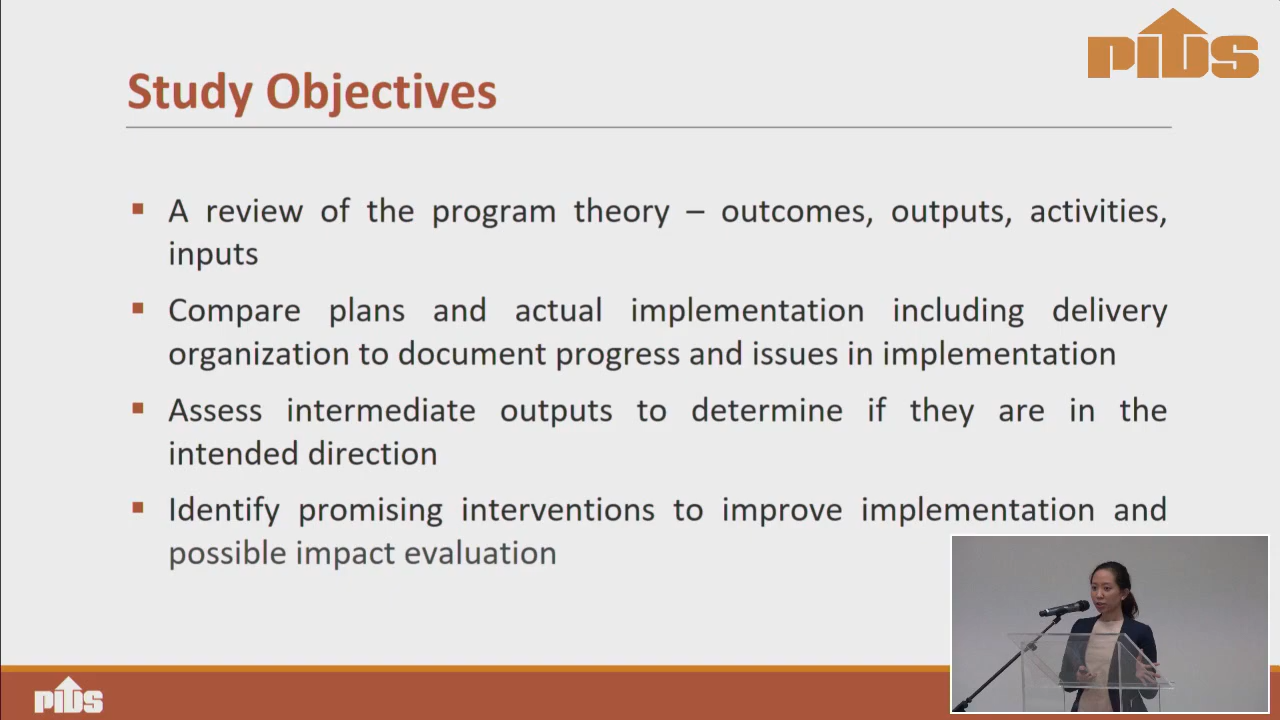 PIDS
Study Objectives
A review of the program theory – outcomes, outputs, activities,
inputs
Compare plans and actual implementation including delivery
organization to document progress and issues in implementation
Assess intermediate outputs to determine if they are in the
intended direction
Identify promising interventions to improve implementation and
possible impact evaluation
PIDS